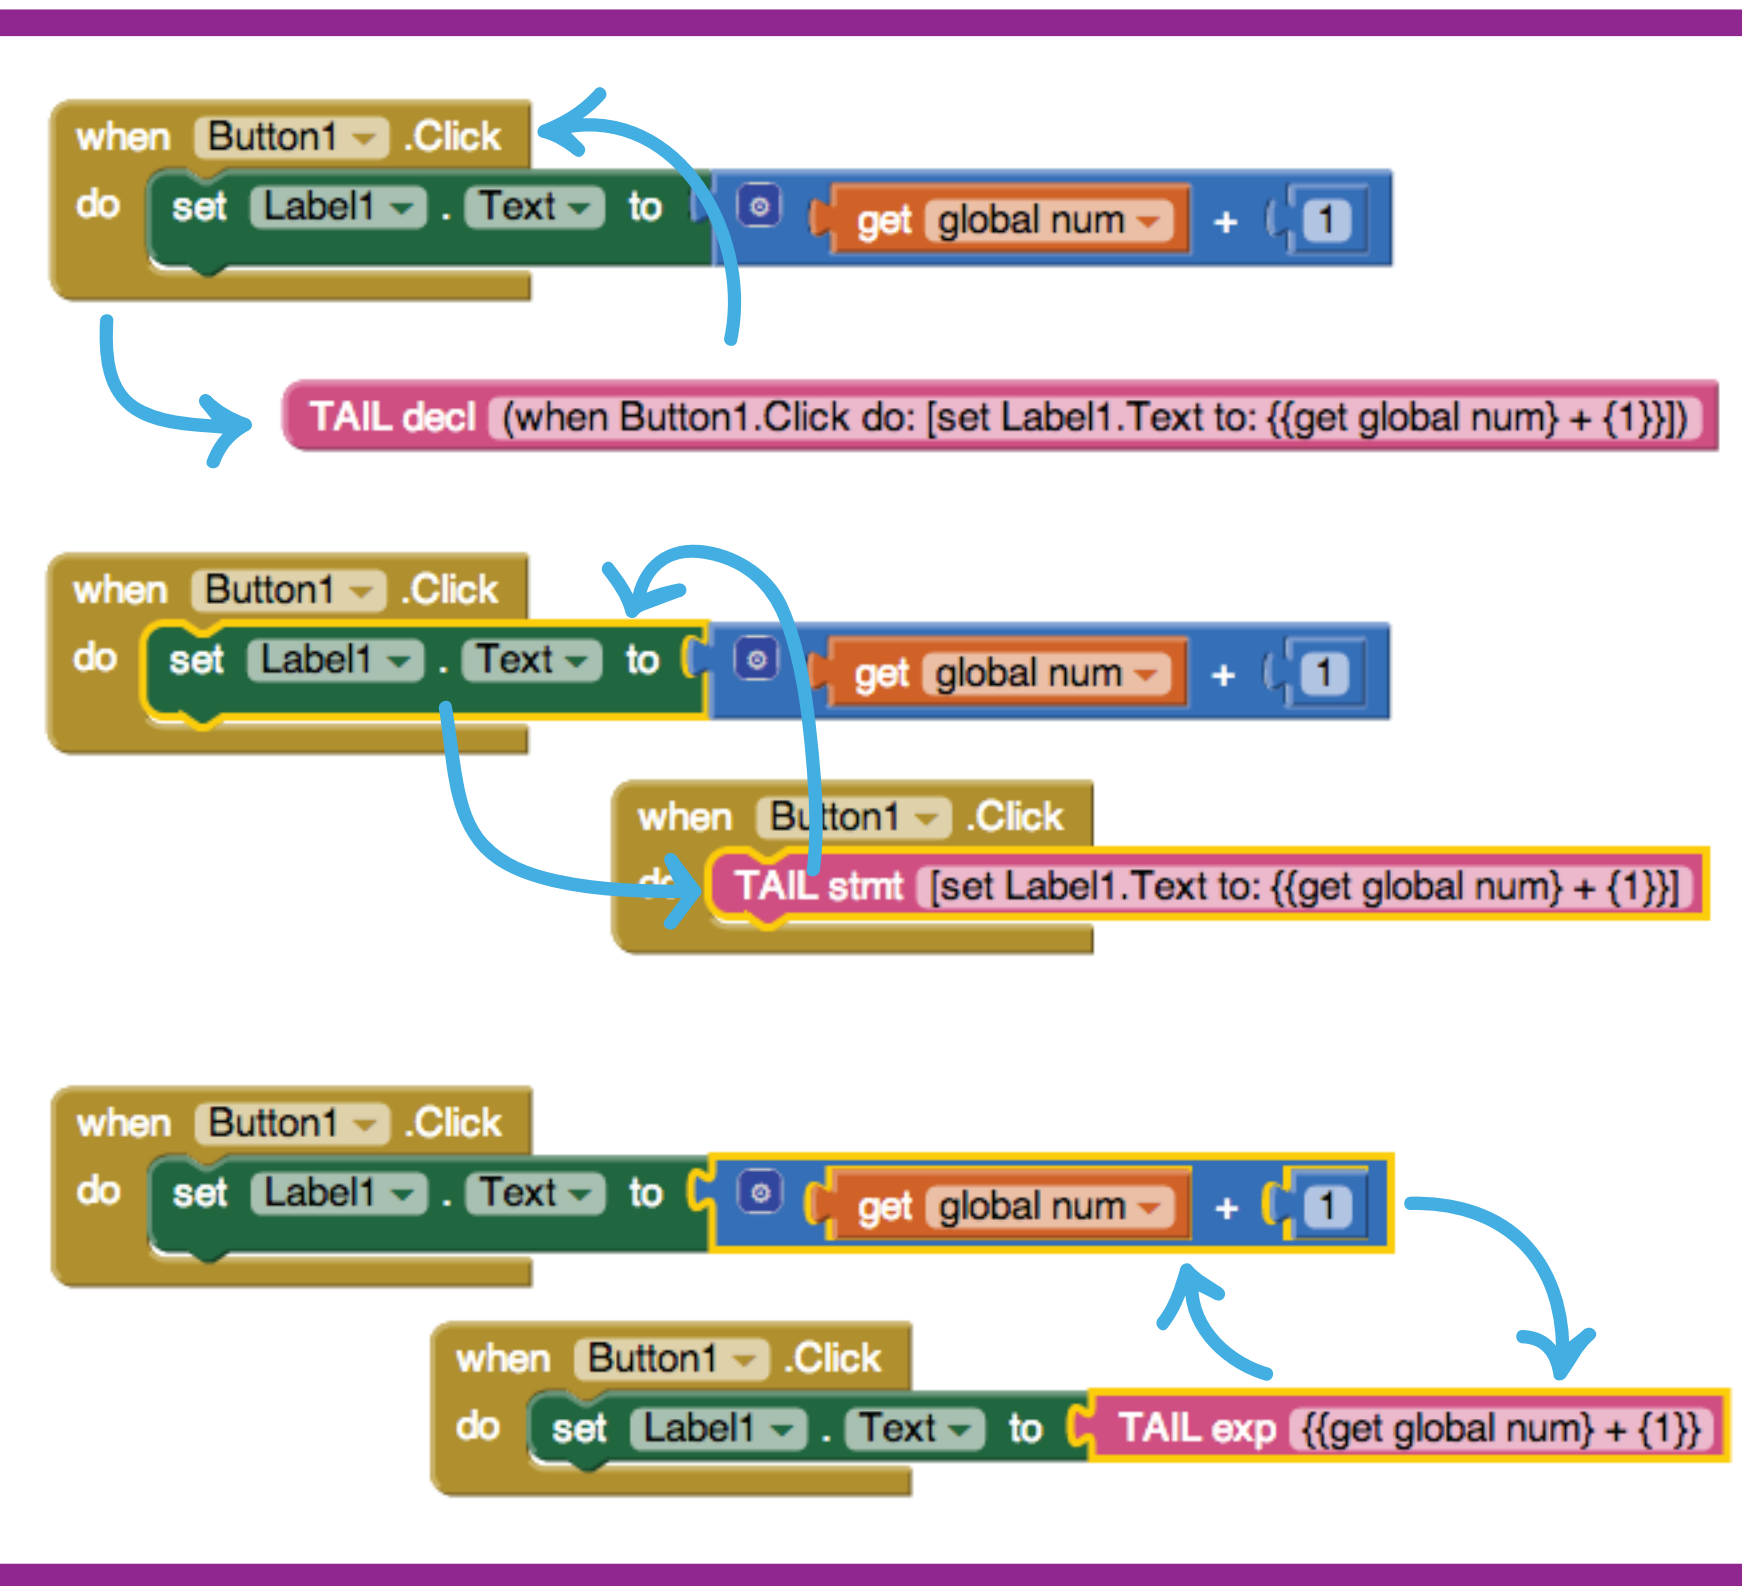 when Button1 .Click
do set Label1 . Text to get global num + 1
TAIL decl (when Button1.Click do: [set Label1.Text to: {{get global num} + {1}}])
when Button1 .Click
do set Label1 . Text to get global num + 1
when Button1 .Click
do TAIL stmt [set Label1.Text to: {{get global num} + {1}}]
when Button1 .Click
do set Label1 . Text to get global num + 1
when Button1 .Click
do set Label1 . Text to TAIL exp {{get global num} + {1}}